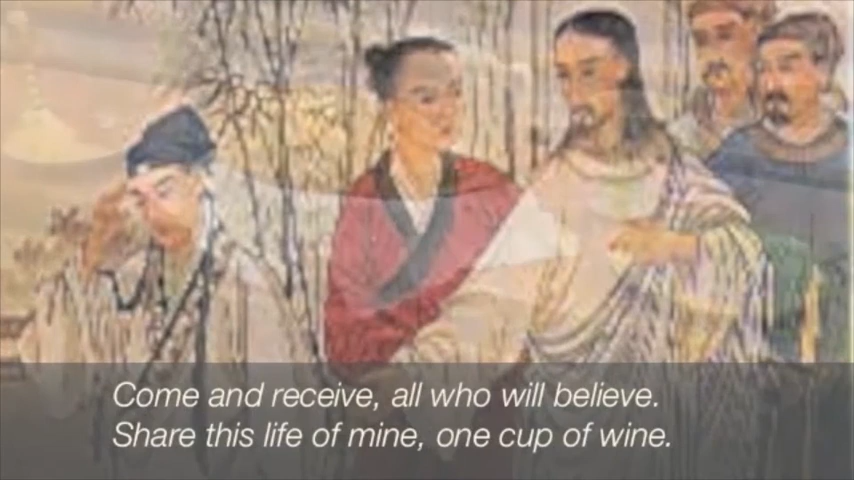 Come and receive, all who will believe.
Share this life of mine, one cup of wine.